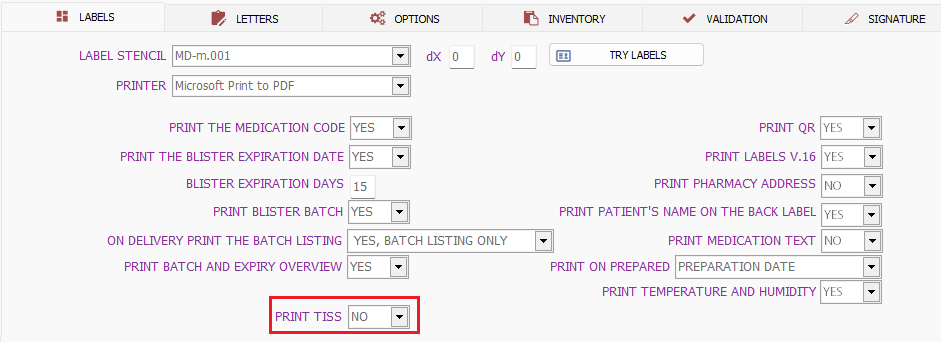 LABELS LETTERS OPTIONS INVENTORY VALIDATION SIGNATURE
LABEL STENCIL MD-m.001 dX 0 dY 0 TRY LABELS
PRINTER Microsoft Print to PDF
PRINT THE MEDICATION CODE YES PRINT QR YES
PRINT THE BLISTER EXPIRATION DATE YES PRINT LABELS V.16 YES
BLISTER EXPIRATION DAYS 15 PRINT PHARMACY ADDRESS NO
PRINT BLISTER BATCH YES PRINT PATIENT'S NAME ON THE BACK LABEL YES
ON DELIVERY PRINT THE BATCH LISTING YES, BATCH LISTING ONLY PRINT MEDICATION TEXT NO
PRINT BATCH AND EXPIRY OVERVIEW YES PRINT ON PREPARED PREPARATION DATE
PRINT TEMPERATURE AND HUMIDITY YES
PRINT TISS NO